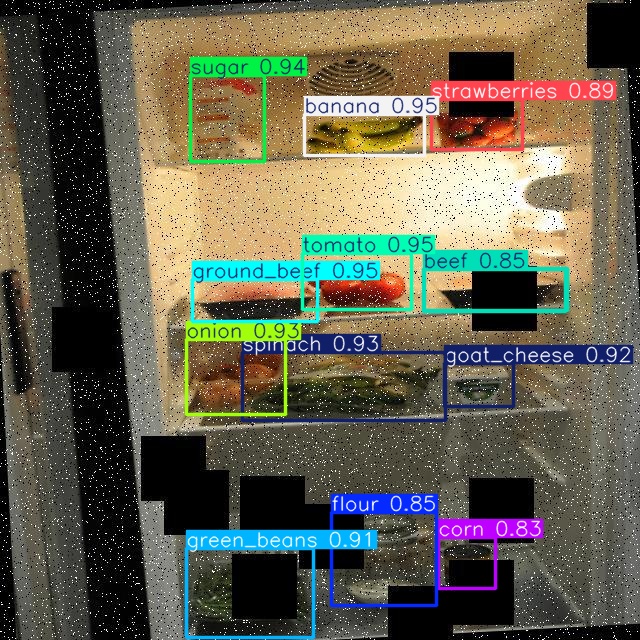 sugar 0.94
strawberries 0.89
banana 0.95
tomato 0.95
beef 0.85
ground_beef 0.95
onion 0.93
spinach 0.93
goat_cheese 0.92
flour 0.85
corn 0.83
green_beans 0.91